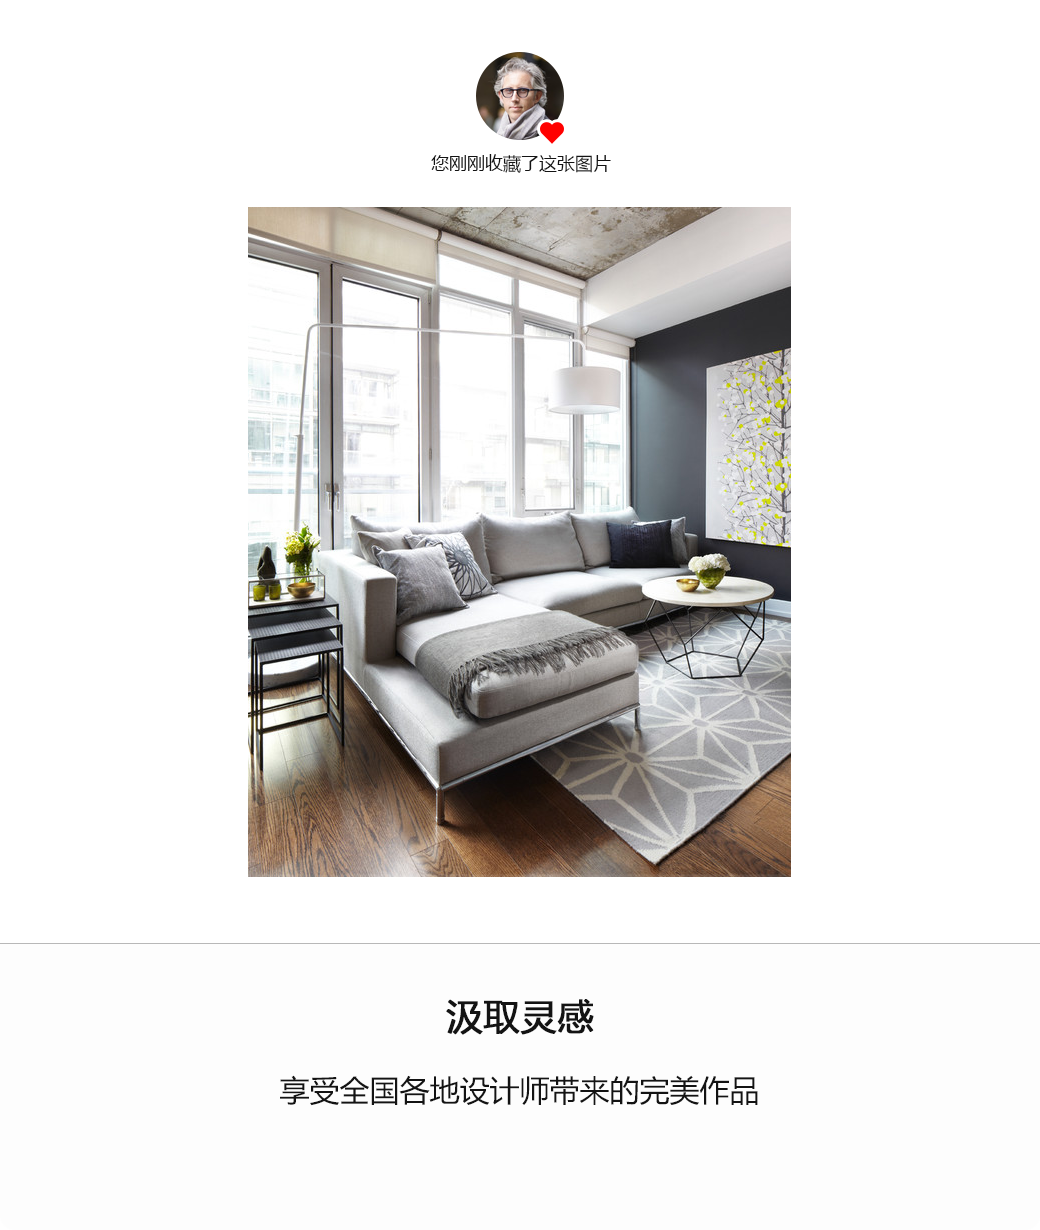 您刚刚收藏了这张图片
汲取灵感
享受全国各地设计师带来的完美作品